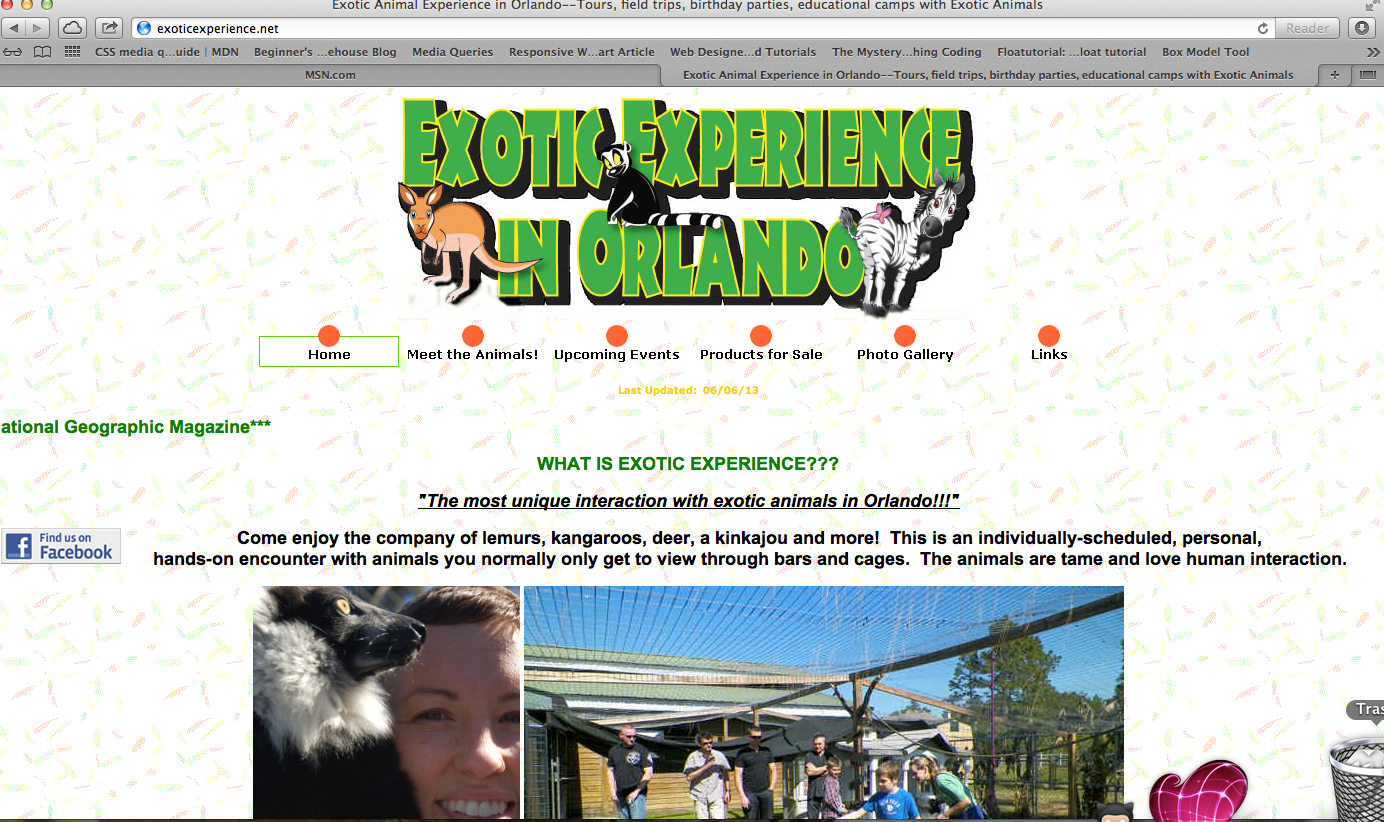 Exotic Animal Experience in Orlando--Tours, field trips, birthday parties, educational camps with Exotic Animals
exoticexperience.net
Reader
CSS media q...uide | MDN Beginner's ...ehouse Blog Media Queries Responsive W...art Article Web Designe...d Tutorials The Mystery...hing Coding Floatutorial: ...loat tutorial Box Model Tool
MSN.com
Exotic Animal Experience in Orlando--Tours, field trips, birthday parties, educational camps with Exotic Animals
EXOTIC EXPERIENCE
IN ORLANDO
Home Meet the Animals! Upcoming Events Products for Sale Photo Gallery Links
Last Updated: 06/06/13
ational Geographic Magazine***
WHAT IS EXOTIC EXPERIENCE???
"The most unique interaction with exotic animals in Orlando!!!"
Find us on
Facebook
Come enjoy the company of lemurs, kangaroos, deer, a kinkajou and more! This is an individually-scheduled, personal,
hands-on encounter with animals you normally only get to view through bars and cages. The animals are tame and love human interaction.
Tras